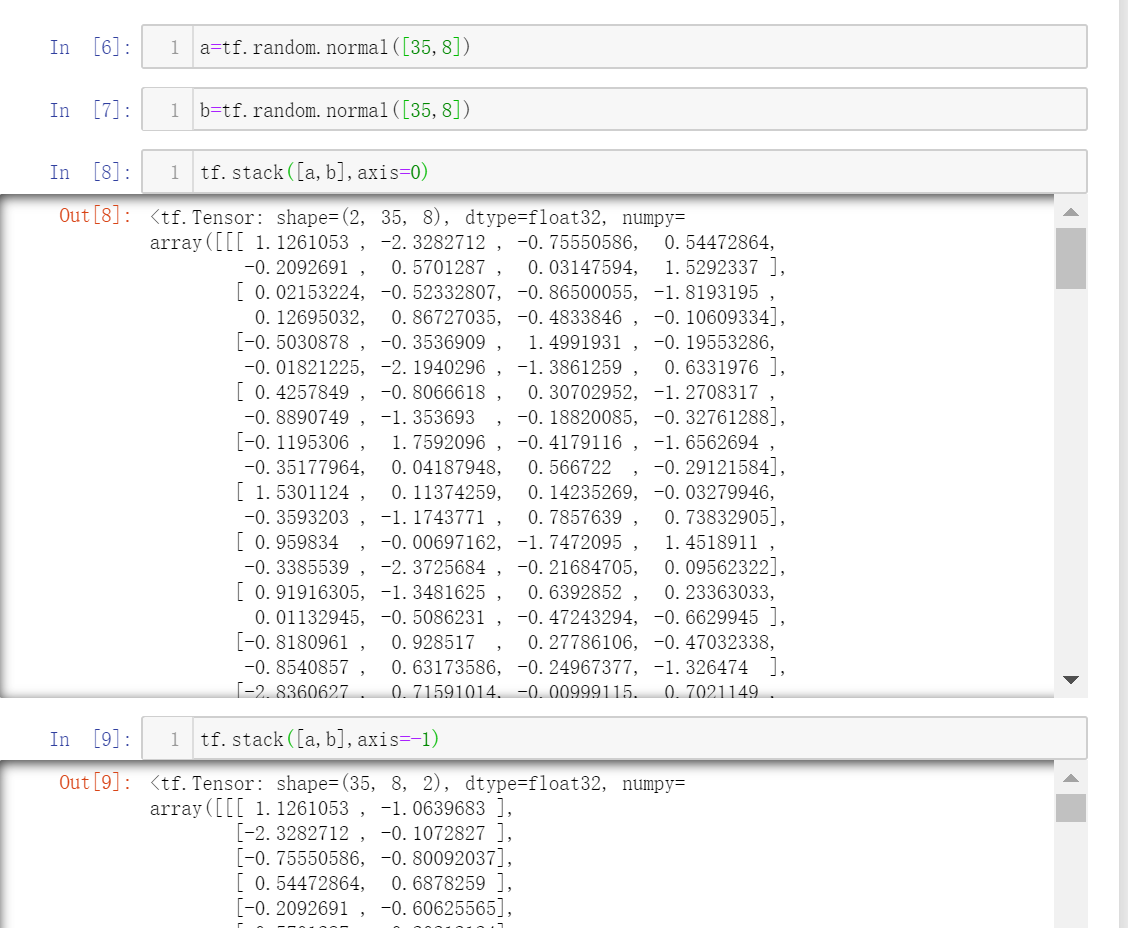 In [6]: 1 a=tf.random.normal([35,8])
In [7]: 1 b=tf.random.normal([35,8])
In [8]: 1 tf.stack([a,b],axis=0)
Out[8]: <tf.Tensor: shape=(2, 35, 8), dtype=float32, numpy=
array([[[ 1.1261053 , -2.3282712 , -0.75550586,  0.54472864,
-0.2092691 ,  0.5701287 ,  0.03147594,  1.5292337 ],
[ 0.02153224, -0.52332807, -0.86500055, -1.8193195 ,
0.12695032,  0.86727035, -0.4833846 , -0.10609334],
[-0.5030878 , -0.3536909 ,  1.4991931 , -0.19553286,
-0.01821225, -2.1940296 , -1.3861259 ,  0.6331976 ],
[ 0.4257849 , -0.8066618 ,  0.30702952, -1.2708317 ,
-0.8890749 , -1.353693  , -0.18820085, -0.32761288],
[-0.1195306 ,  1.7592096 , -0.4179116 , -1.6562694 ,
-0.35177964,  0.04187948,  0.566722  , -0.29121584],
[ 1.5301124 ,  0.11374259,  0.14235269, -0.03279946,
-0.3593203 , -1.1743771 ,  0.7857639 ,  0.73832905],
[ 0.959834  , -0.00697162, -1.7472095 ,  1.4518911 ,
-0.3385539 , -2.3725684 , -0.21684705,  0.09562322],
[ 0.91916305, -1.3481625 ,  0.6392852 ,  0.23363033,
0.01132945, -0.5086231 , -0.47243294, -0.6629945 ],
[-0.8180961 ,  0.928517  ,  0.27786106, -0.47032338,
-0.8540857 ,  0.63173586, -0.24967377, -1.326474  ],
[-2.8360627 ,  0.71591014, -0.00999115,  0.7021149 ,
In [9]: 1 tf.stack([a,b],axis=-1)
Out[9]: <tf.Tensor: shape=(35, 8, 2), dtype=float32, numpy=
array([[[ 1.1261053 , -1.0639683 ],
[-2.3282712 , -0.1072827 ],
[-0.75550586, -0.80092037],
[ 0.54472864,  0.6878259 ],
[-0.2092691 , -0.60625565],